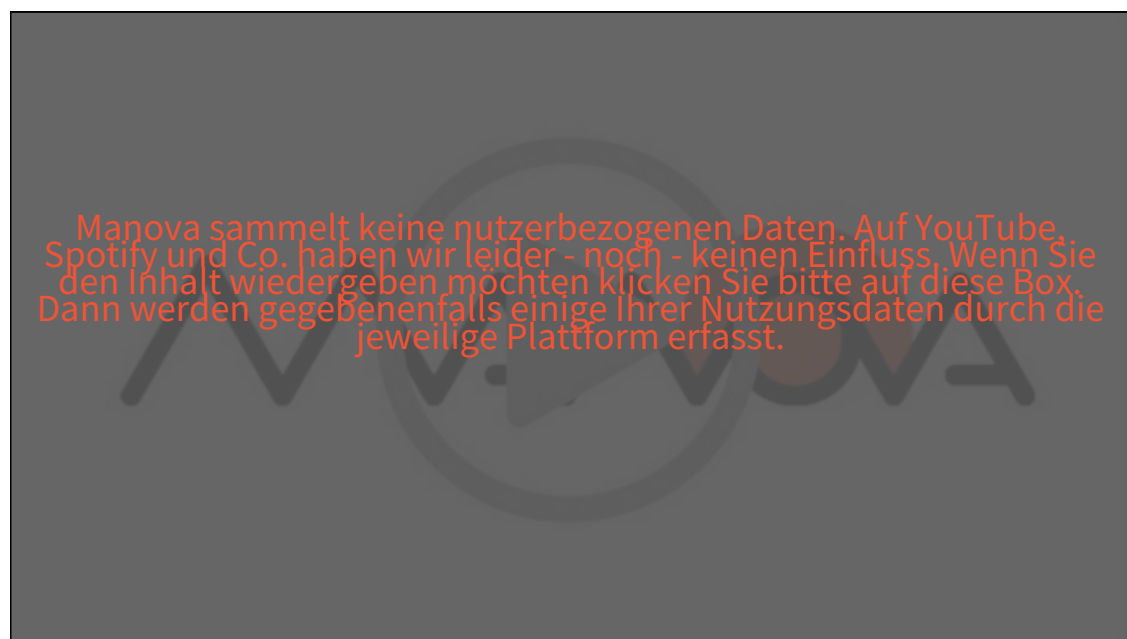 Manova sammelt keine nutzerbezogenen Daten. Auf YouTube,
Spotify und Co. haben wir leider - noch - keinen Einfluss. Wenn Sie
den Inhalt wiedergeben möchten klicken Sie bitte auf diese Box.
Dann werden gegebenenfalls einige Ihrer Nutzungsdaten durch die
jeweilige Plattform erfasst.
MANOVA